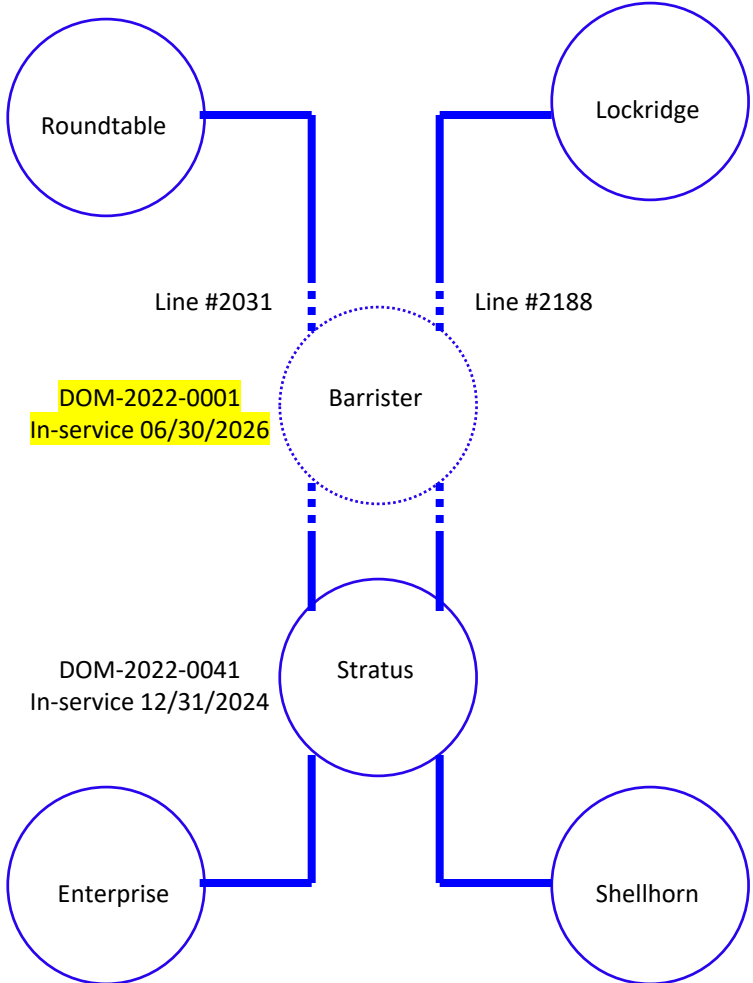 Roundtable
Lockridge
Line #2031
Line #2188
Barrister
DOM-2022-0001
In-service 06/30/2026
Stratus
DOM-2022-0041
In-service 12/31/2024
Enterprise
Shellhorn